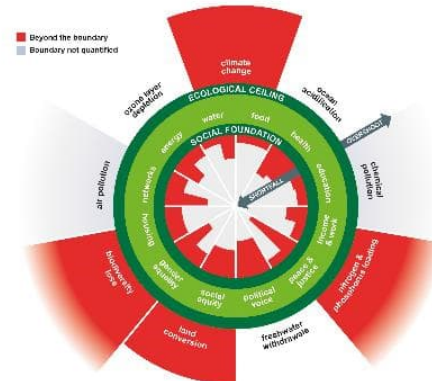 Beyond the boundary
Boundary not quantified
climate
change
ozone layer
depletion
ocean
acidification
ECOLOGICAL CEILING
OVERSHOOT
water
food
energy
health
SOCIAL FOUNDATION
SHORTFALL
air pollution
networks
education
chemical
pollution
housing
income
& work
gender
equality
peace &
justice
social
equity
political
voice
biodiversity
loss
nitrogen &
phosphorus loading
land
conversion
freshwater
withdrawals